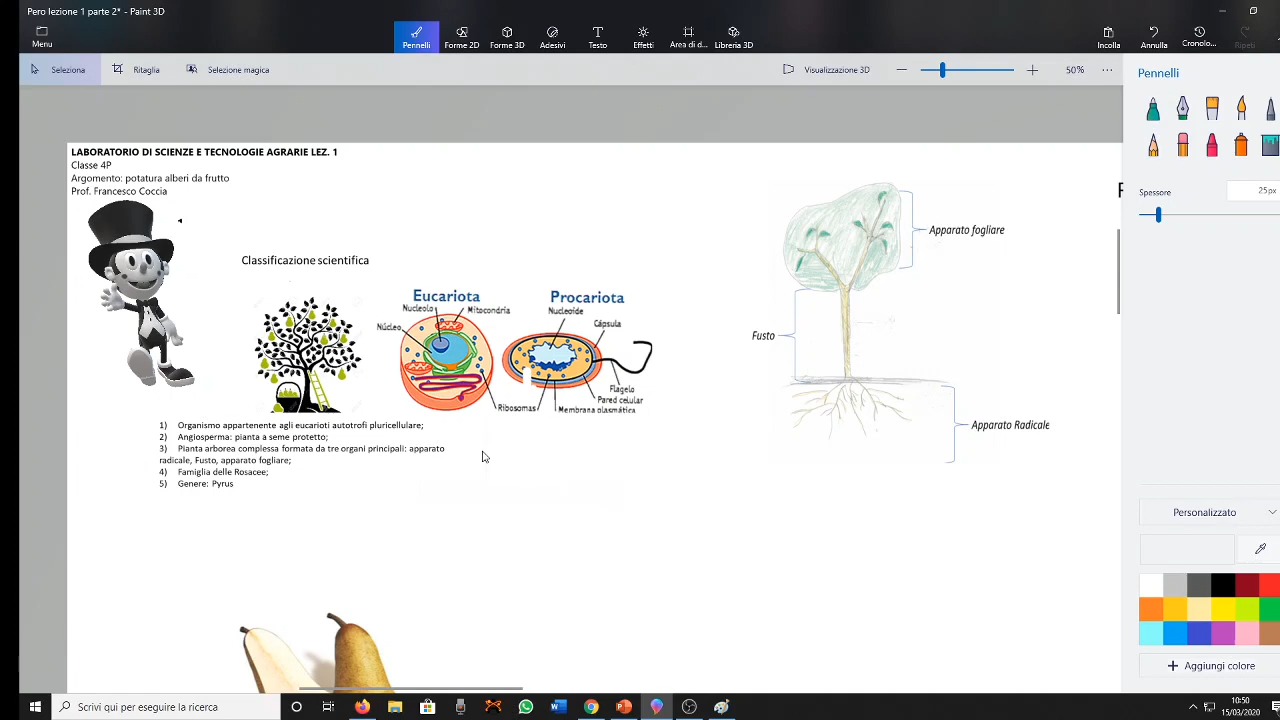 Pero lezione 1 parte 2* - Paint 3D
Menu
Pennelli
Forme 2D
Forme 3D
Adesivi
Testo
Effetti
Area di d...
Libreria 3D
Incolla
Annulla
Cronolo...
Ripeti
Seleziona
Ritaglia
Selezione magica
Visualizzazione 3D
50%
Pennelli
Spessore
25px
LABORATORIO DI SCIENZE E TECNOLOGIE AGRARIE LEZ. 1
Classe 4P
Argomento: potatura alberi da frutto
Prof. Francesco Coccia
Classificazione scientifica
Eucariota
Nucleolo
Mitocondria
Núcleo
Procariota
Nucleoíde
Cápsula
Ribosomas
Flagelo
Pared celular
Membrana plasmática
Apparato fogliare
Fusto
Apparato Radicale
1) Organismo appartenente agli eucarioti autotrofi pluricellulare;
2) Angiosperma: pianta a seme protetto;
3) Pianta arborea complessa formata da tre organi principali: apparato
radicale, Fusto, apparato fogliare;
4) Famiglia delle Rosacee;
5) Genere: Pyrus
Personalizzato
Aggiungi colore
Scrivi qui per eseguire la ricerca
10:50
15/03/2020